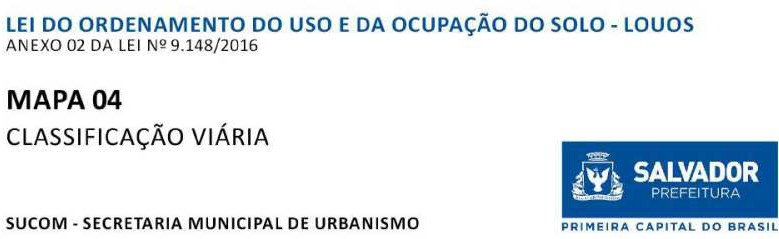 LEI DO ORDENAMENTO DO USO E DA OCUPAÇÃO DO SOLO - LOUOS
ANEXO 02 DA LEI Nº 9.148/2016
MAPA 04
CLASSIFICAÇÃO VIÁRIA
SALVADOR
PREFEITURA
PRIMEIRA CAPITAL DO BRASIL
SUCOM - SECRETARIA MUNICIPAL DE URBANISMO